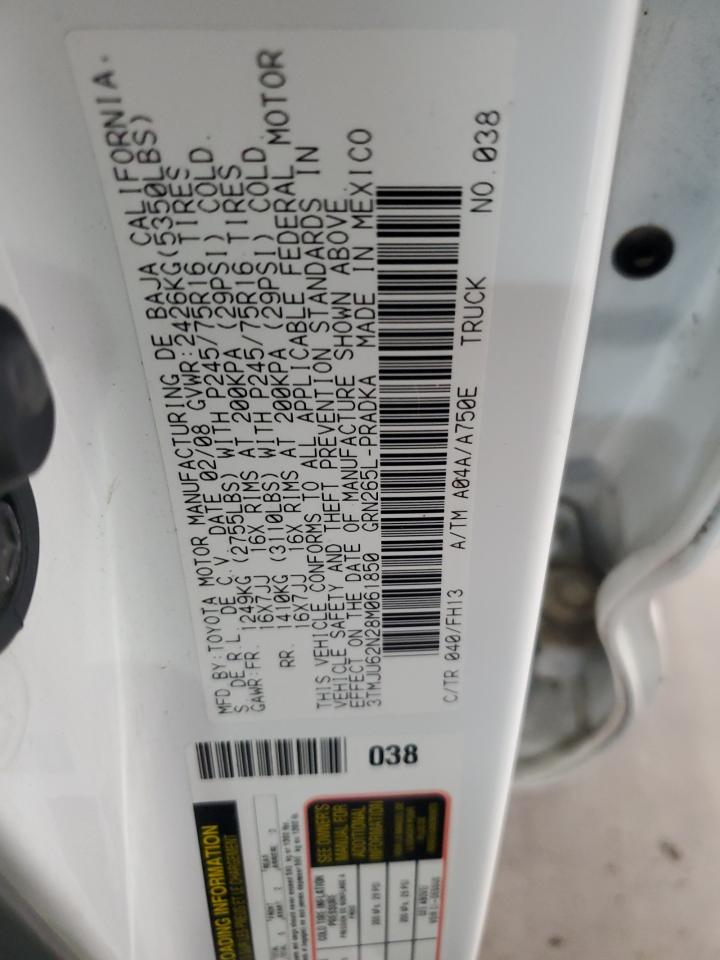 MFD BY:TOYOTA MOTOR MANUFACTURING DE BAJA CALIFORNIA.
S. DE R.L. DE C.V. DATE 02/08 GVWR:2426KG(5350LBS)
GAWR:FR. 1249KG (2755LBS) WITH P245/75R16 TIRES
16X7JJ 16X RIMS AT 200KPA (29PSI) COLD.
RR. 1410KG (3110LBS) WITH P245/75R16 TIRES
16X7JJ 16X RIMS AT 200KPA (29PSI) COLD.
THIS VEHICLE CONFORMS TO ALL APPLICABLE FEDERAL MOTOR
VEHICLE SAFETY AND THEFT PREVENTION STANDARDS IN
EFFECT ON THE DATE OF MANUFACTURE SHOWN ABOVE.
3TMJU62N28M061850 GRN265L-PRADKA MADE IN MEXICO
C/TR 040/FH13 A/TM A04A/A750E TRUCK NO.038
038
LOADING INFORMATION
COLD TIRE INFLATION
PRESSURE
SEE OWNER'S
MANUAL FOR
ADDITIONAL
INFORMATION